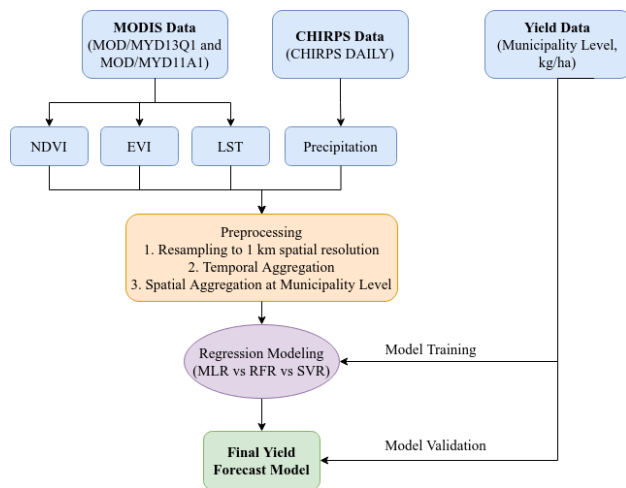 MODIS Data
(MOD/MYD13Q1 and
MOD/MYD11A1)
CHIRPS Data
(CHIRPS DAILY)
Yield Data
(Municipality Level,
kg/ha)
NDVI
EVI
LST
Precipitation
Preprocessing
1. Resampling to 1 km spatial resolution
2. Temporal Aggregation
3. Spatial Aggregation at Municipality Level
Regression Modeling
(MLR vs RFR vs SVR)
Model Training
Final Yield
Forecast Model
Model Validation